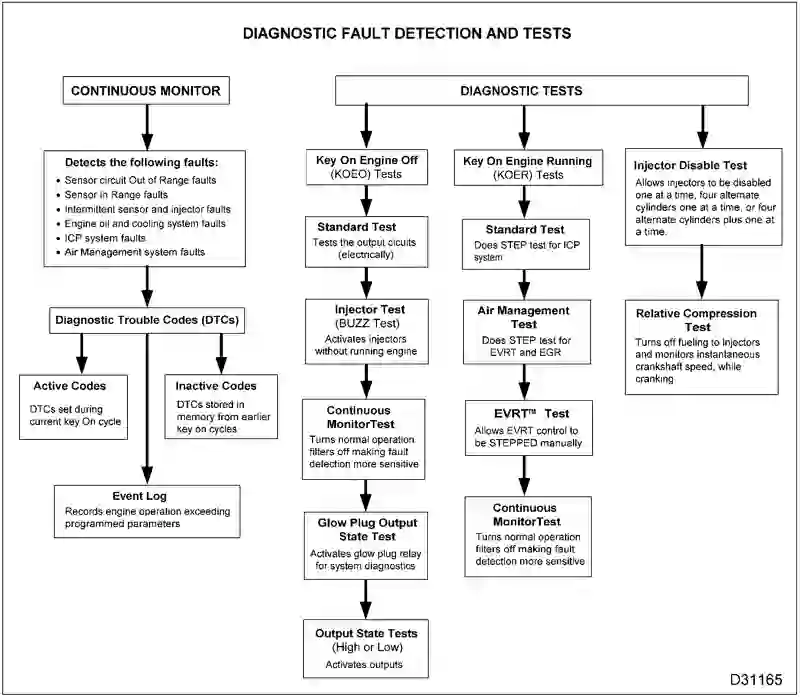 DIAGNOSTIC FAULT DETECTION AND TESTS
CONTINUOUS MONITOR
Detects the following faults:
• Sensor circuit Out of Range faults
• Sensor in Range faults
• Intermittent sensor and injector faults
• Engine oil and cooling system faults
• ICP system faults
• Air Management system faults
Diagnostic Trouble Codes (DTCs)
Active Codes
DTCs set during
current key On cycle
Inactive Codes
DTCs stored in
memory from earlier
key on cycles
Event Log
Records engine operation exceeding
programmed parameters
DIAGNOSTIC TESTS
Key On Engine Off
(KOEO) Tests
Standard Test
Tests the output cicuits
(electrically)
Injector Test
(BUZZ Test)
Activates injectors
without running engine
Continuous
MonitorTest
Turns normal operation
filters off making fault
detection more sensitive
Glow Plug Output
State Test
Activates glow plug relay
for system diagnostics
Output State Tests
(High or Low)
Activates outputs
Key On Engine Running
(KOER) Tests
Standard Test
Does STEP test for ICP
system
Air Management
Test
Does STEP test for
EVRT and EGR
EVRT™ Test
Allows EVRT control to
be STEPPED manually
Continuous
MonitorTest
Turns normal operation
filters off making fault
detection more sensitive
Injector Disable Test
Allows injectors to be disabled
one at a time, four alternate
cylinders one at a time, or four
alternate cylinders plus one at
a time.
Relative Compression
Test
Turns off fueling to Injectors
and monitors instantaneous
crankshaft speed, while
cranking
D31165